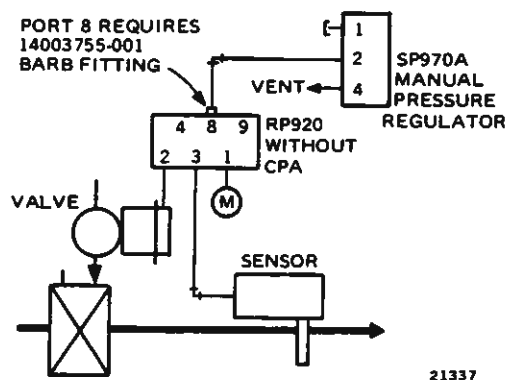 PORT 8 REQUIRES
14003755-001
BARB FITTING
1
2
4
VENT
SP970A
MANUAL
PRESSURE
REGULATOR
4 8 9
2 3 1
RP920
WITHOUT
CPA
M
VALVE
SENSOR
21337